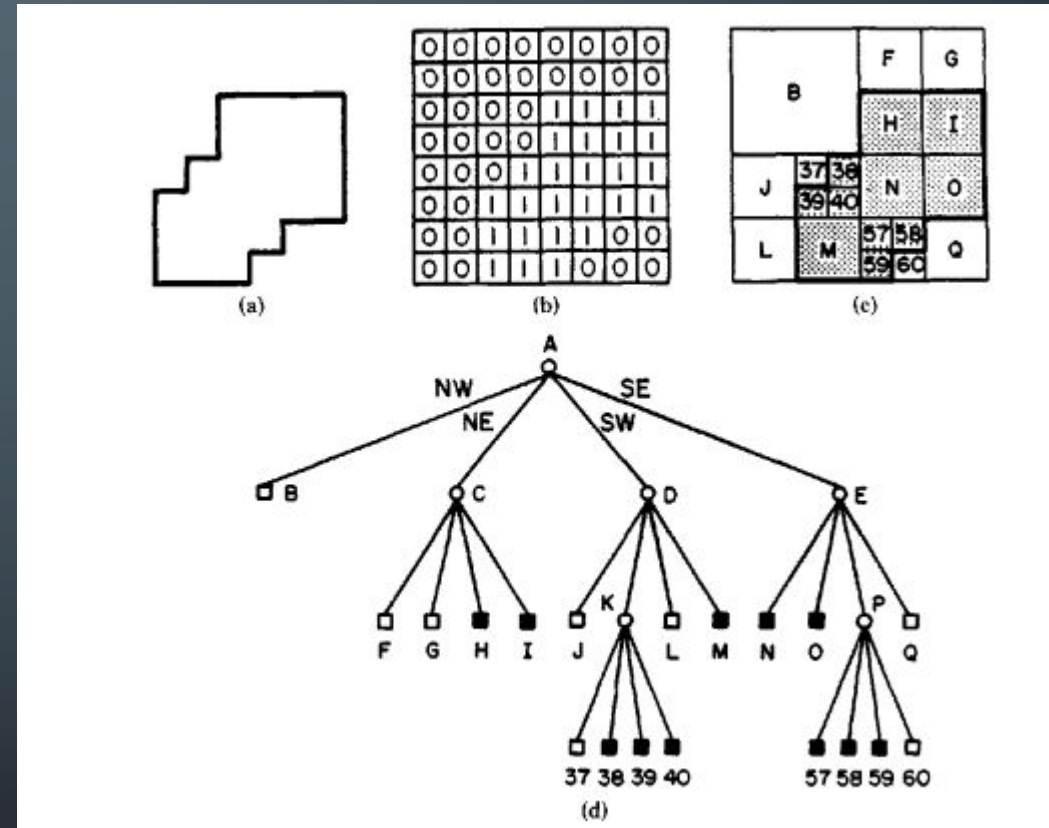 0 0 0 0 0 0 0 0
0 0 0 0 0 0 0 0
0 0 0 0 1 1 1 1
0 0 0 0 1 1 1 1
0 0 0 1 1 1 1 1
0 0 1 1 1 1 1 1
0 0 1 1 1 1 0 0
0 0 1 1 1 0 0 0
F G
B
H I
37 38
J N O
39 40
57 58
L M Q
59 60
(a) (b) (c)
A
NW SE
NE SW
B C D E
K P
F G H I J L M N O Q
37 38 39 40 57 58 59 60
(d)